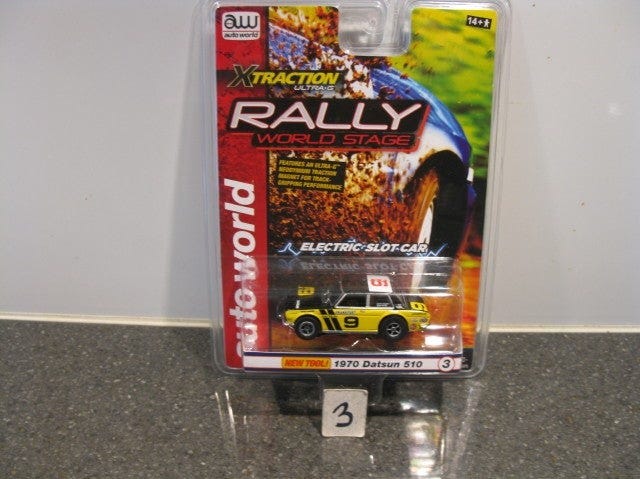 aw
auto world
14+
XTRACTION
ULTRA-G
RALLY
WORLD STAGE
FEATURES AN ULTRA-G
NEODYMIUM TRACTION
MAGNET FOR TRACK-
GRIPPING PERFORMANCE
auto world
ELECTRIC SLOT CAR
9
NEW TOOL! 1970 Datsun 510 3
3